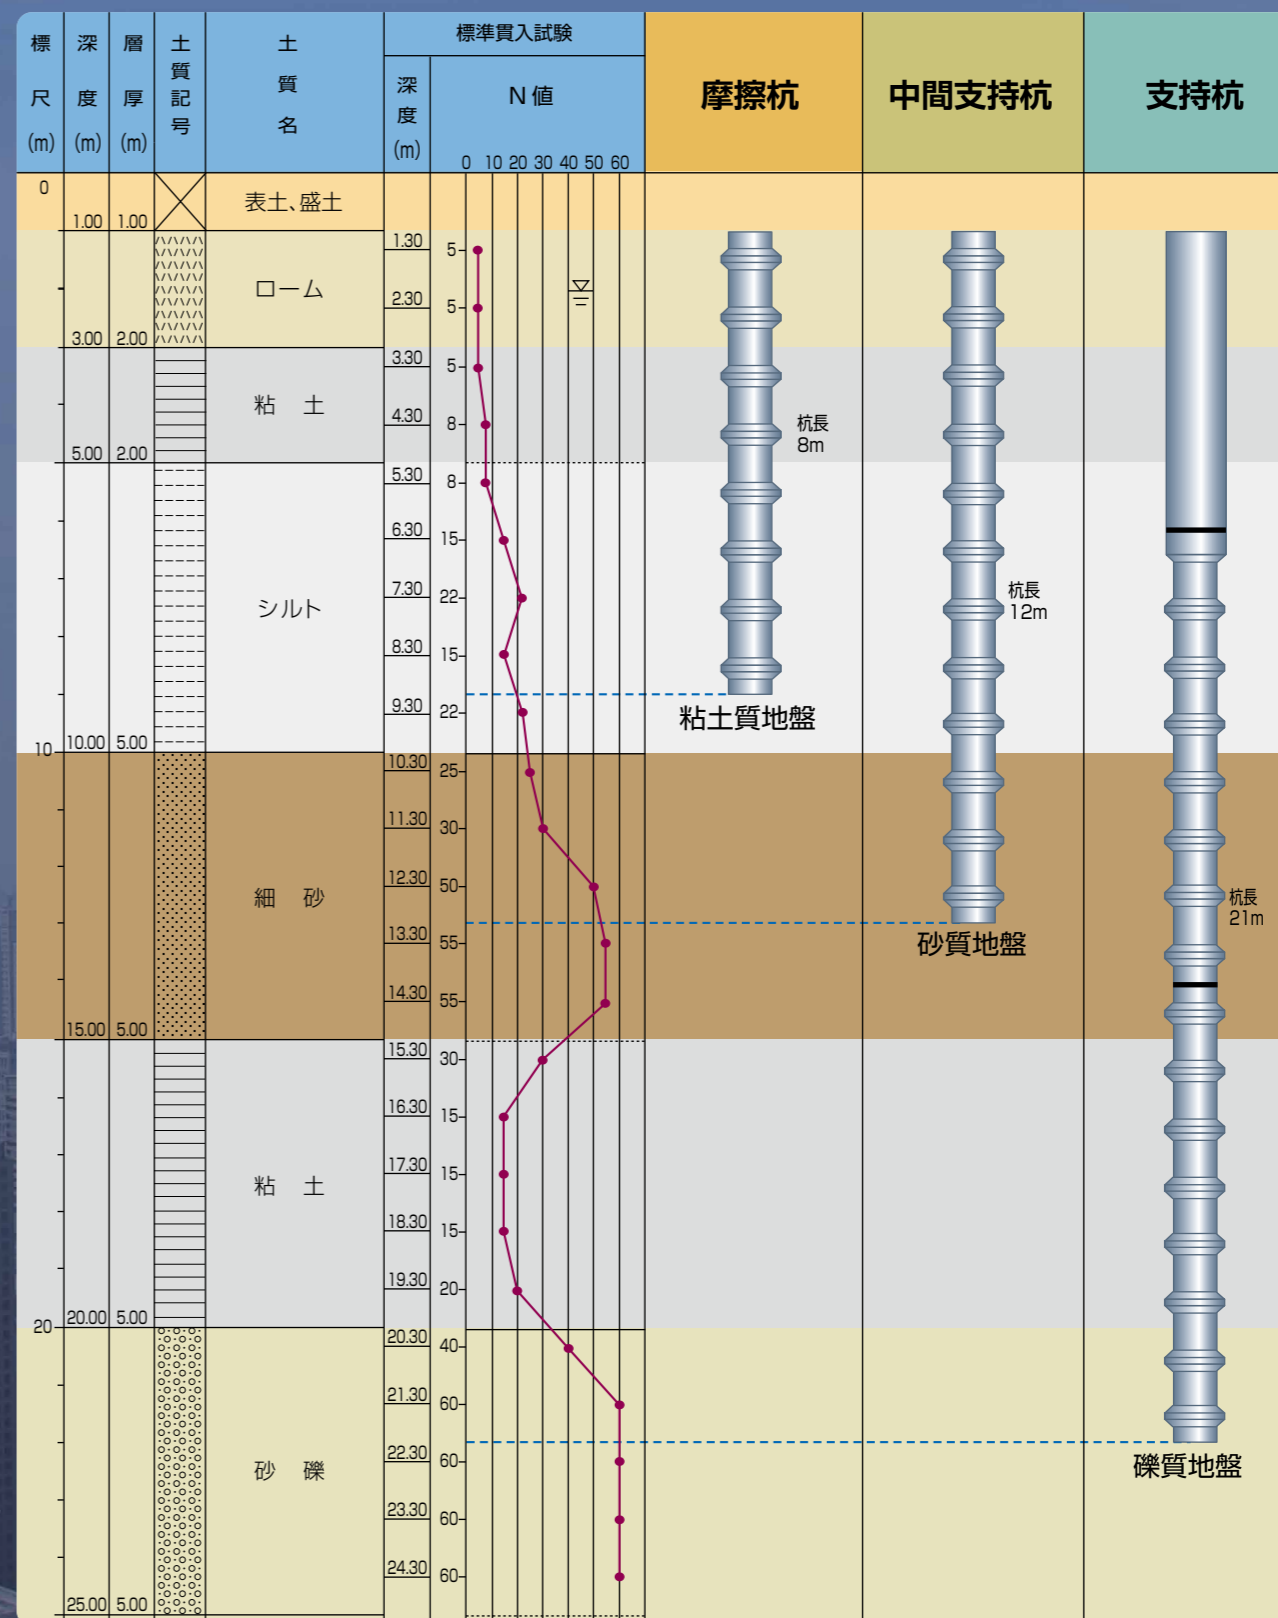 標尺(m)
深度(m)
層厚(m)
土質記号
土質名
標準貫入試験
深度(m)
N値
0 10 20 30 40 50 60
摩擦杭
中間支持杭
支持杭
0
表土、盛土
1.00 1.00
1.30 5
ローム
2.30 5
3.00 2.00
3.30 5
粘 土
4.30 8
杭長
8m
5.00 2.00
5.30 8
6.30 15
7.30 22
シルト
杭長
12m
8.30 15
9.30 22
粘土質地盤
10 10.00 5.00
10.30 25
11.30 30
12.30 50
細 砂
杭長
21m
13.30 55
砂質地盤
14.30 55
15.00 5.00
15.30 30
16.30 15
17.30 15
粘 土
18.30 15
19.30 20
20 20.00 5.00
20.30 40
21.30 60
22.30 60
砂 礫
礫質地盤
23.30 60
24.30 60
25.00 5.00